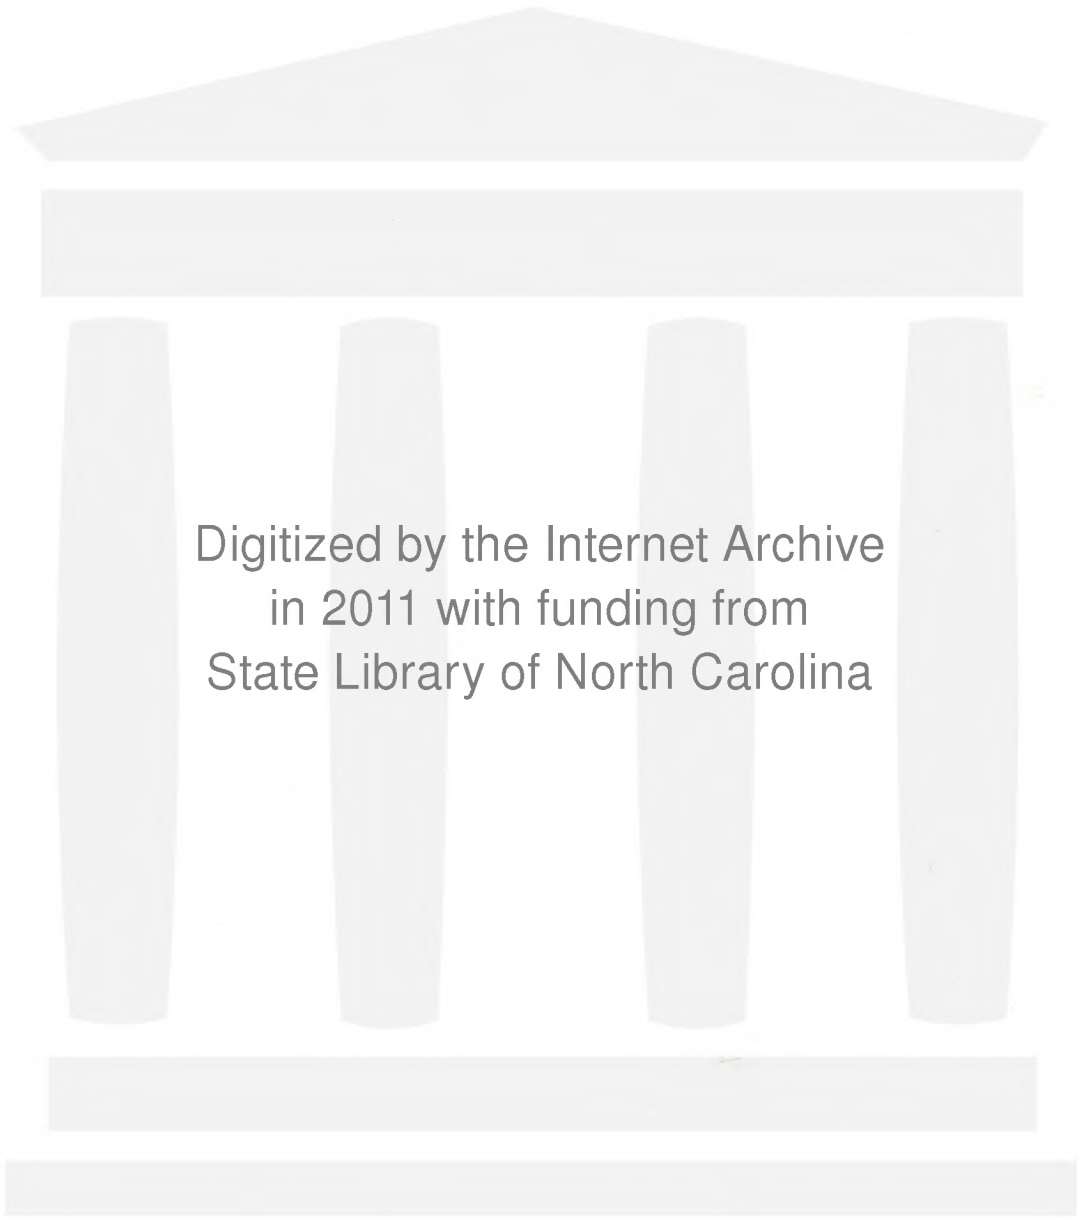 Digitized by the Internet Archive
in 2011 with funding from
State Library of North Carolina